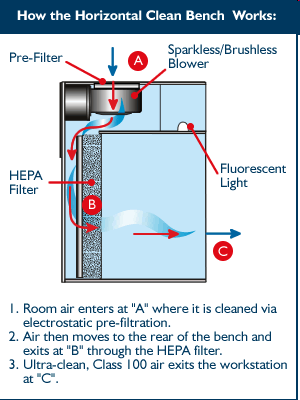 How the Horizontal Clean Bench Works:
Pre-Filter
A
Sparkless/Brushless
Blower
HEPA
Filter
B
Fluorescent
Light
C
1. Room air enters at "A" where it is cleaned via
electrostatic pre-filtration.
2. Air then moves to the rear of the bench and
exits at "B" through the HEPA filter.
3. Ultra-clean, Class 100 air exits the workstation
at "C".